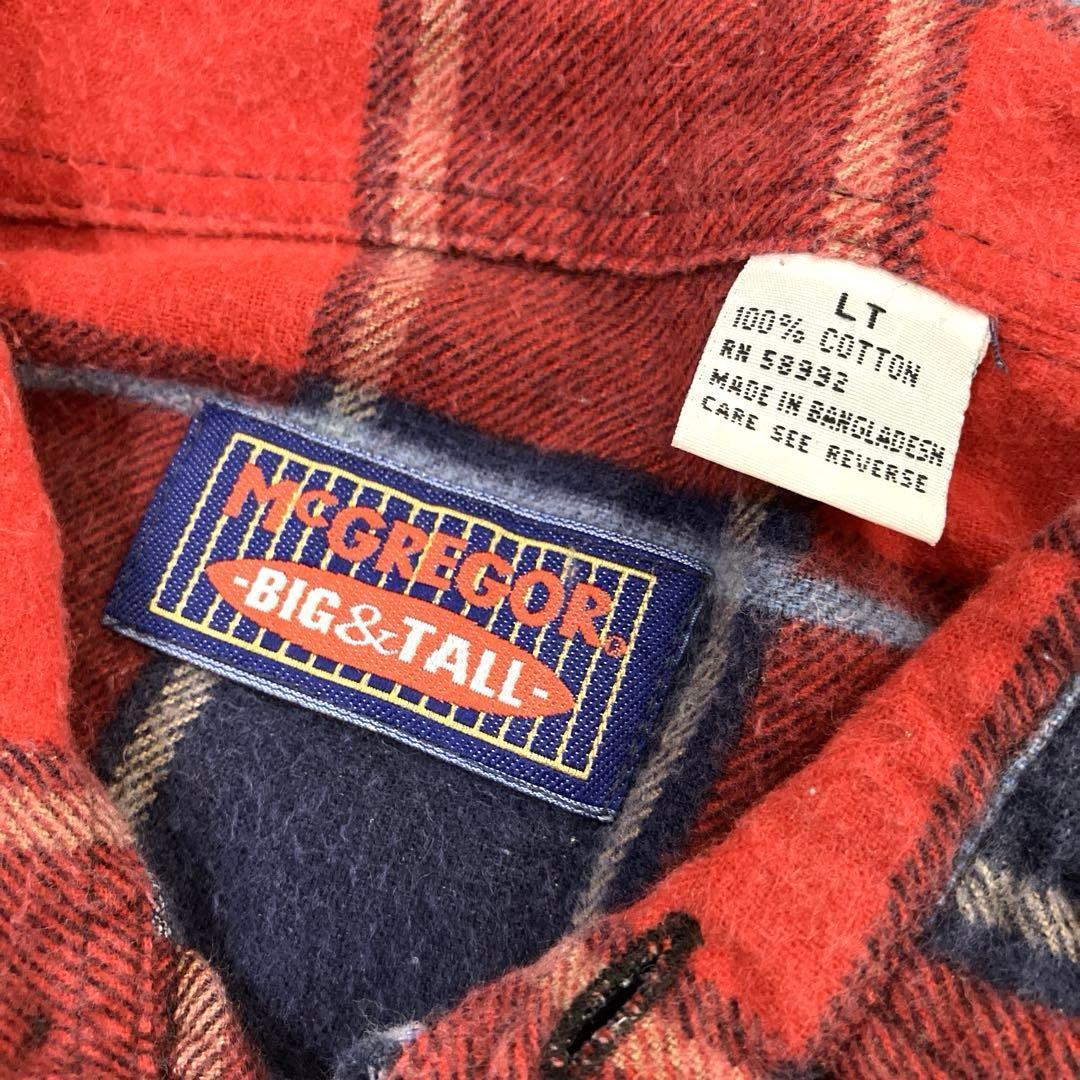 McGREGOR®
-BIG&TALL-
LT
100% COTTON
RN 58992
MADE IN BANGLADESH
CARE SEE REVERSE